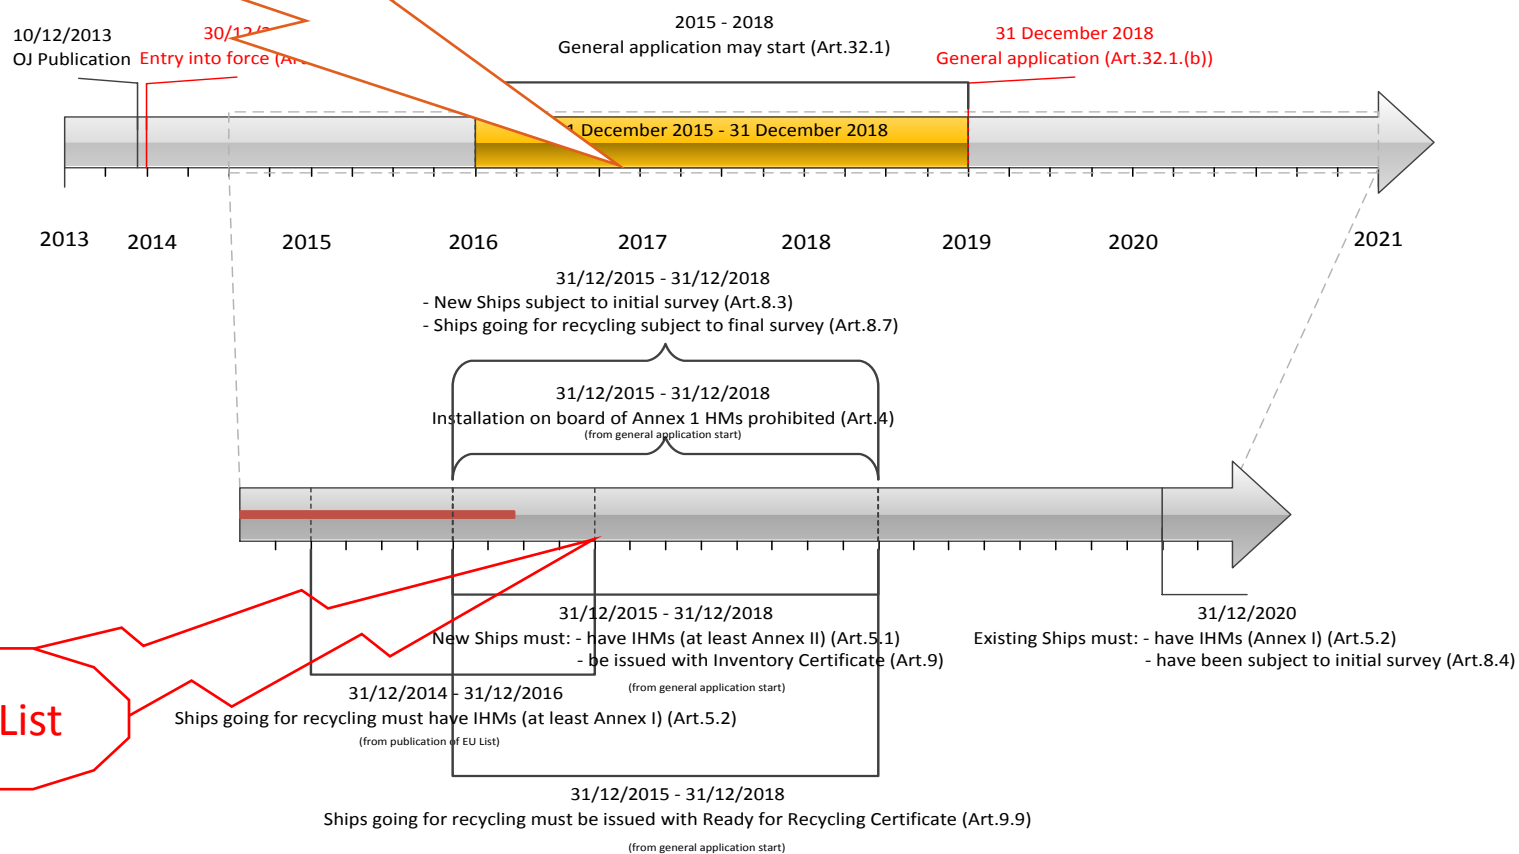 10/12/2013
OJ Publication
30/12/
Entry into force
2015 - 2018
General application may start (Art.32.1)
31 December 2018
General application (Art.32.1.(b))
December 2015 - 31 December 2018
2013
2014
2015
2016
2017
2018
2019
2020
2021
31/12/2015 - 31/12/2018
- New Ships subject to initial survey (Art.8.3)
- Ships going for recycling subject to final survey (Art.8.7)
31/12/2015 - 31/12/2018
Installation on board of Annex 1 HMs prohibited (Art.4)
(from general application start)
31/12/2015 - 31/12/2018
New Ships must: - have IHMs (at least Annex II) (Art.5.1)
- be issued with Inventory Certificate (Art.9)
(from general application start)
31/12/2020
Existing Ships must: - have IHMs (Annex I) (Art.5.2)
- have been subject to initial survey (Art.8.4)
31/12/2014 - 31/12/2016
Ships going for recycling must have IHMs (at least Annex I) (Art.5.2)
(from publication of EU List)
List
31/12/2015 - 31/12/2018
Ships going for recycling must be issued with Ready for Recycling Certificate (Art.9.9)
(from general application start)